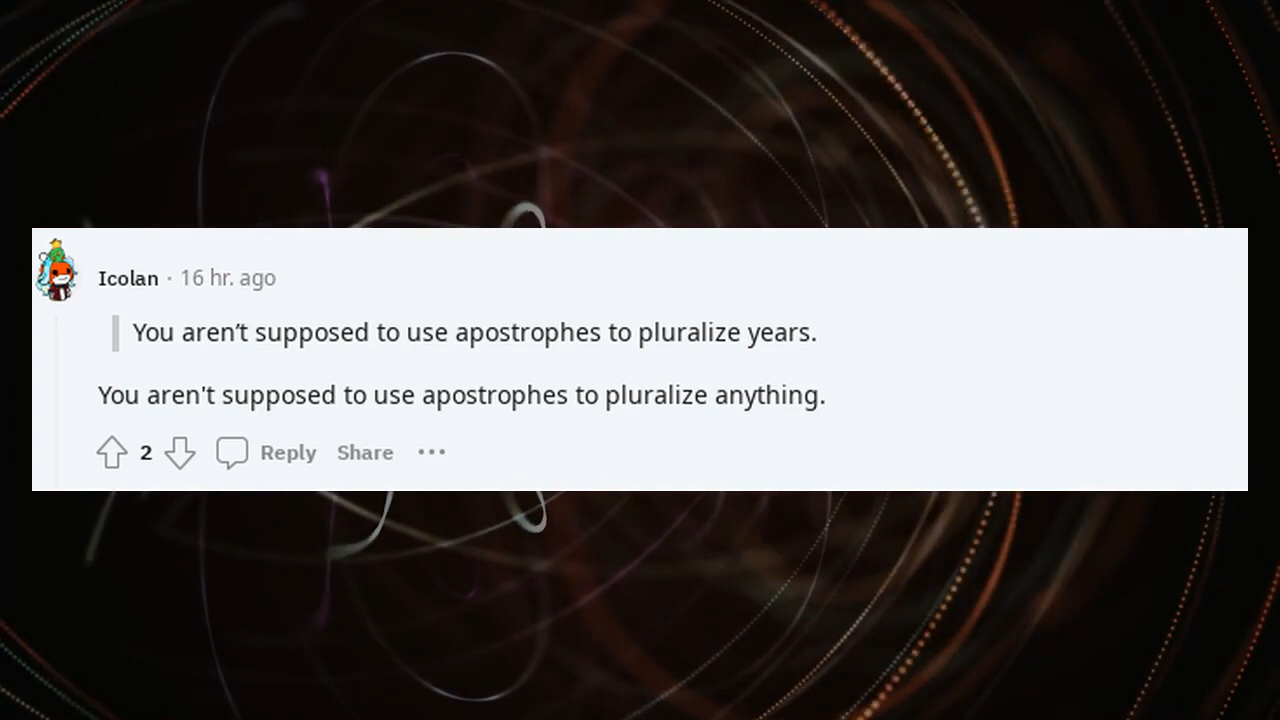 Icolan · 16 hr. ago
You aren’t supposed to use apostrophes to pluralize years.
You aren't supposed to use apostrophes to pluralize anything.
2 Reply Share ···